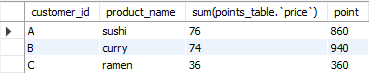 customer_id product_name sum(points_table.`price`) point
A sushi 76 860
B curry 74 940
C ramen 36 360